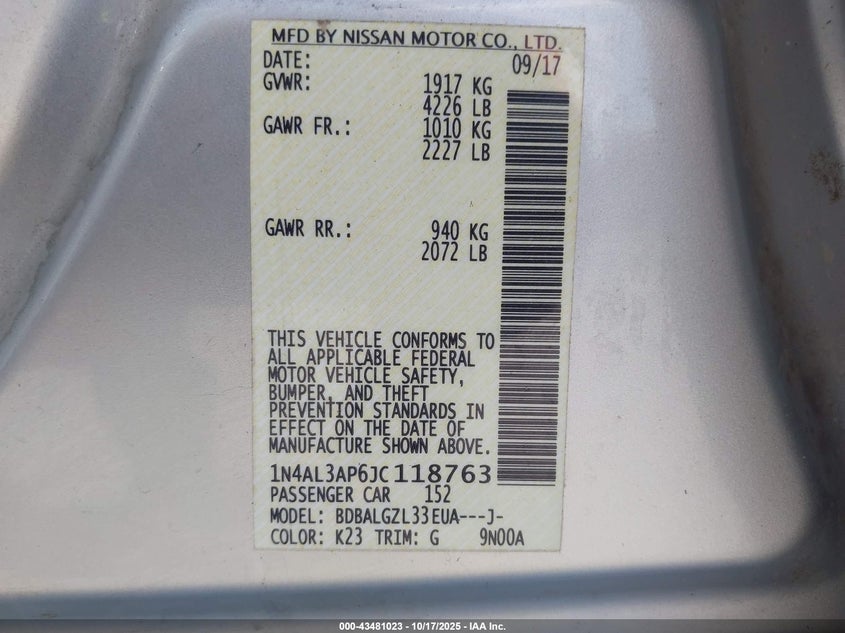 MFD BY NISSAN MOTOR CO., LTD.
DATE: 09/17
GVWR: 1917 KG
4226 LB
GAWR FR.: 1010 KG
2227 LB
GAWR RR.: 940 KG
2072 LB
THIS VEHICLE CONFORMS TO
ALL APPLICABLE FEDERAL
MOTOR VEHICLE SAFETY,
BUMPER, AND THEFT
PREVENTION STANDARDS IN
EFFECT ON THE DATE OF
MANUFACTURE SHOWN ABOVE.
1N4AL3AP6JC118763
PASSENGER CAR 152
MODEL: BDBALGZL33EUA---J-
COLOR: K23 TRIM: G 9N00A
000-43481023 - 10/17/2025 - IAA Inc.